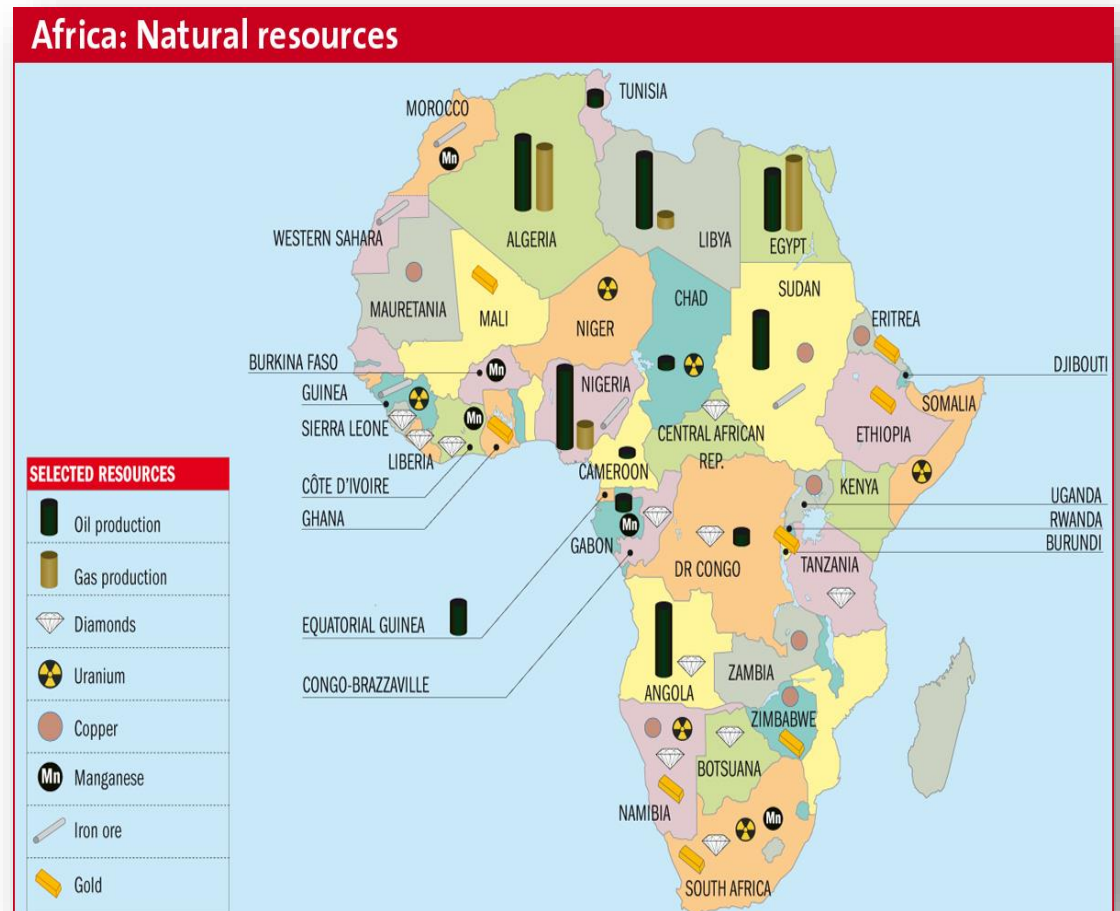 Africa: Natural resources
TUNISIA
MOROCCO
Mn
WESTERN SAHARA
ALGERIA
LIBYA
EGYPT
MAURETANIA
MALI
NIGER
CHAD
SUDAN
ERITREA
BURKINA FASO
Mn
DJIBOUTI
GUINEA
NIGERIA
SOMALIA
SIERRA LEONE
Mn
CENTRAL AFRICAN
REP.
ETHIOPIA
LIBERIA
CAMEROON
KENYA
CÔTE D'IVOIRE
UGANDA
GHANA
Mn
RWANDA
GABON
BURUNDI
DR CONGO
TANZANIA
EQUATORIAL GUINEA
CONGO-BRAZZAVILLE
ANGOLA
ZAMBIA
ZIMBABWE
BOTSUANA
NAMIBIA
Mn
SOUTH AFRICA
SELECTED RESOURCES
Oil production
Gas production
Diamonds
Uranium
Copper
Mn Manganese
Iron ore
Gold